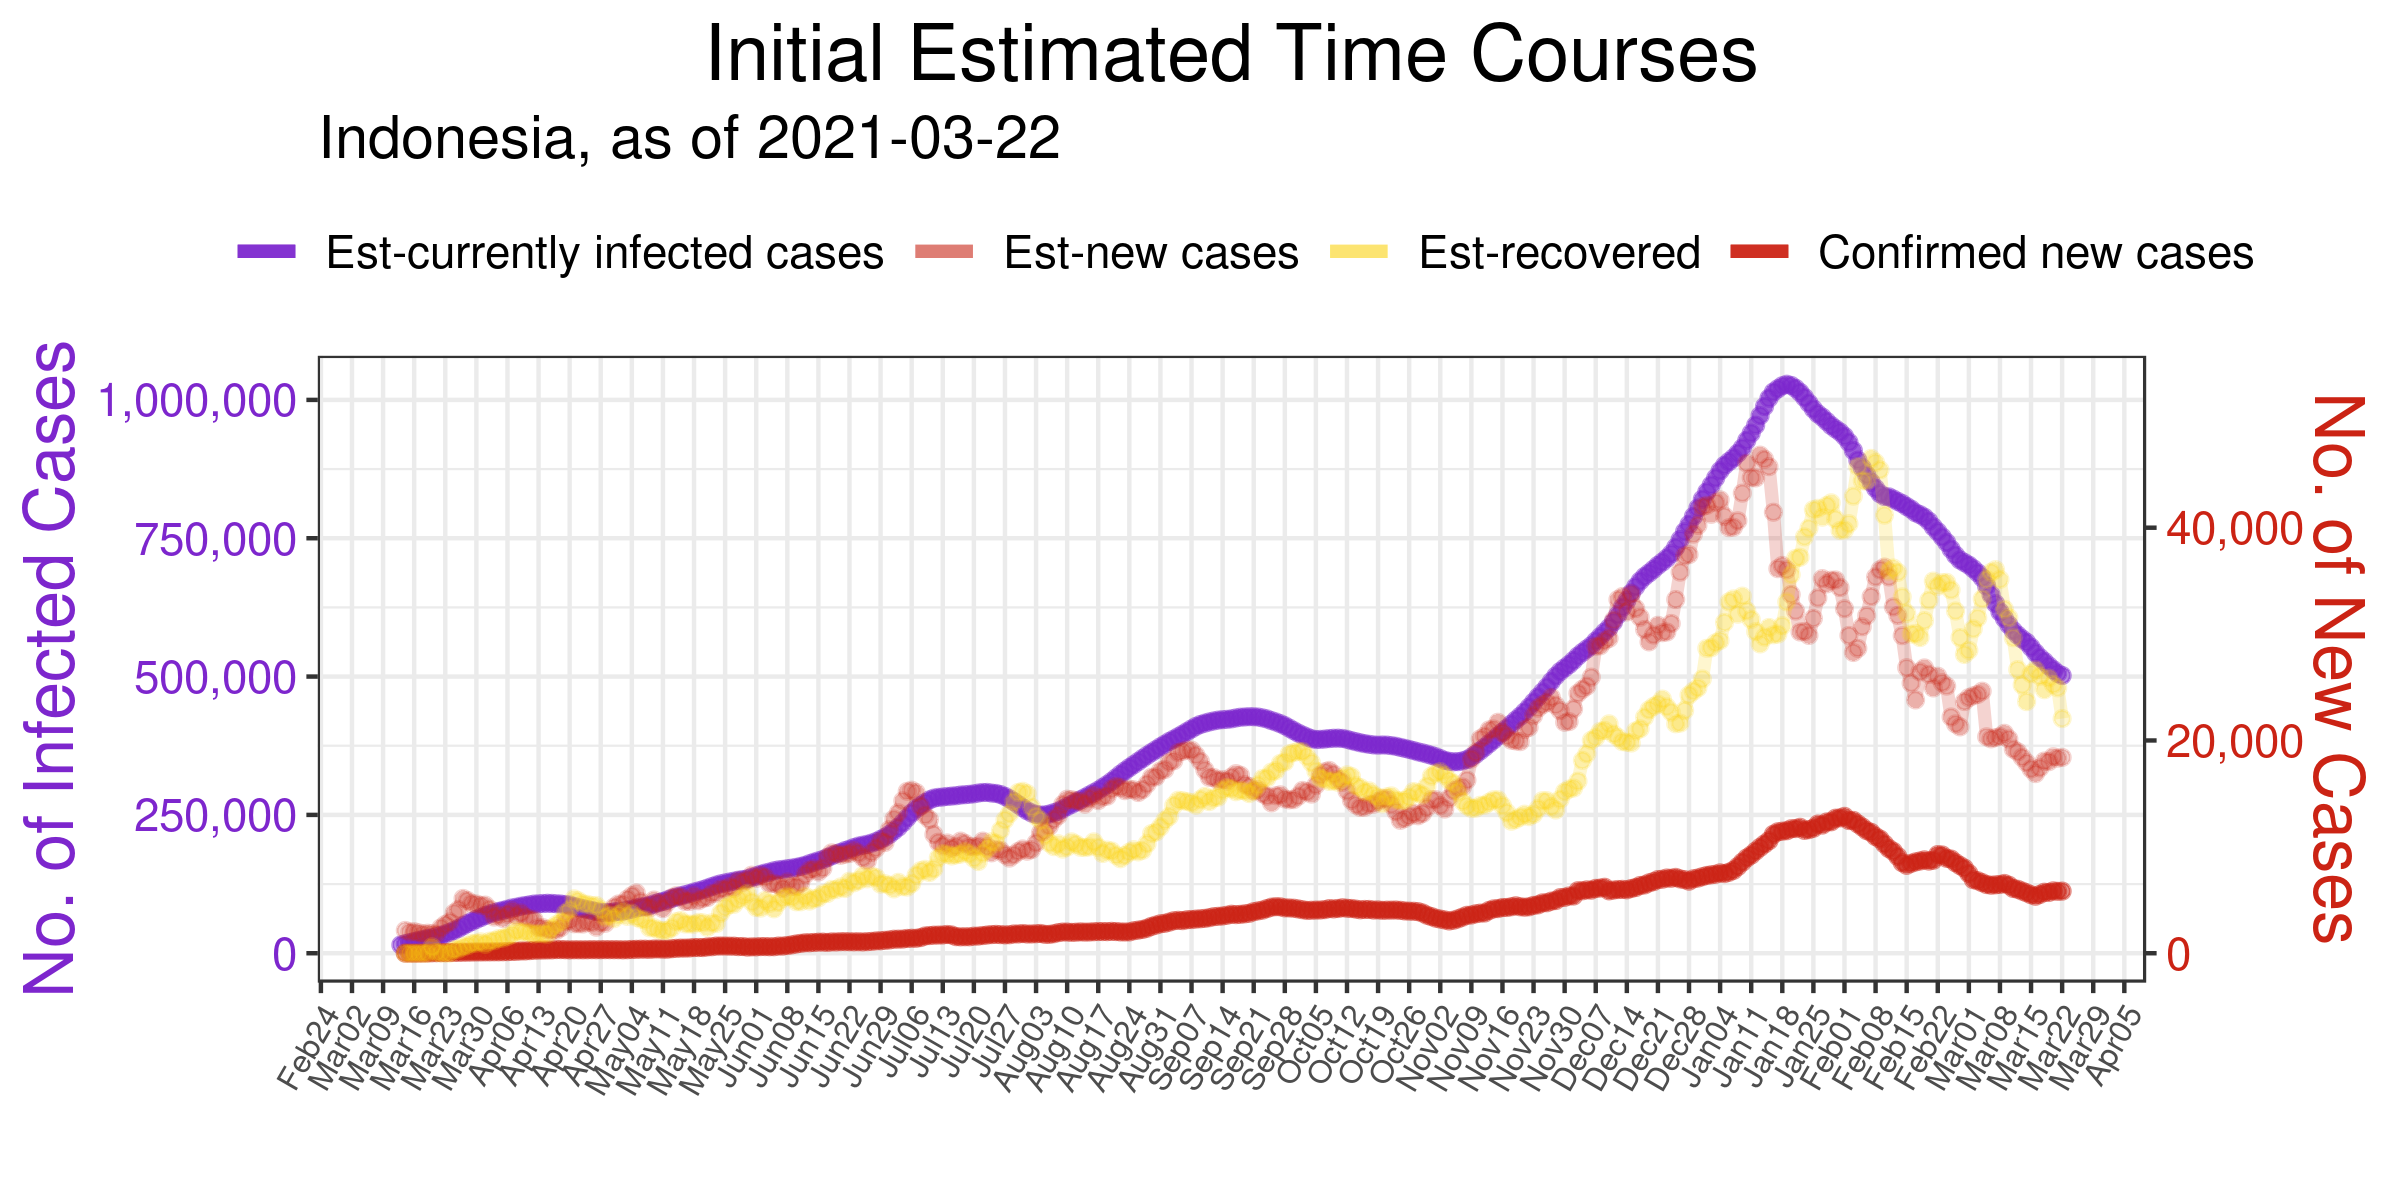 Initial Estimated Time Courses
Indonesia, as of 2021-03-22
Est-currently infected cases Est-new cases Est-recovered Confirmed new cases
No. of Infected Cases
1,000,000
750,000
500,000
250,000
0
40,000
20,000
0
No. of New Cases
Feb24 Mar02 Mar09 Mar16 Mar23 Mar30 Apr06 Apr13 Apr20 Apr27 May04 May11 May18 May25 Jun01 Jun08 Jun15 Jun22 Jun29 Jul06 Jul13 Jul20 Jul27 Aug03 Aug10 Aug17 Aug24 Aug31 Sep07 Sep14 Sep21 Sep28 Oct05 Oct12 Oct19 Oct26 Nov02 Nov09 Nov16 Nov23 Nov30 Dec07 Dec14 Dec21 Dec28 Jan04 Jan11 Jan18 Jan25 Feb01 Feb08 Feb15 Feb22 Mar01 Mar08 Mar15 Mar22 Mar29 Apr05